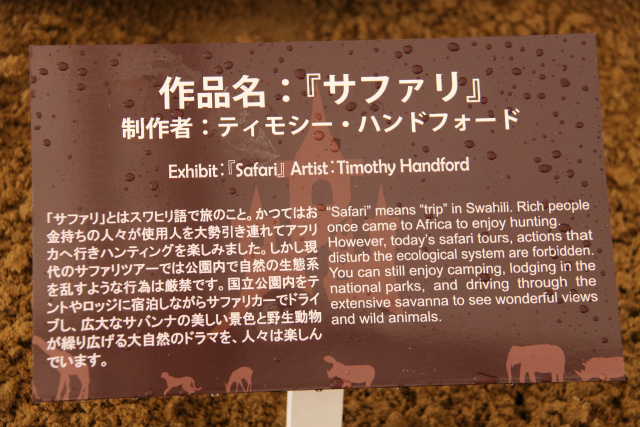 作品名：『サファリ』
制作者：ティモシー・ハンドフォード
Exhibit：『Safari』 Artist：Timothy Handford
「サファリ」とはスワヒリ語で旅のこと。かつてはお
金持ちの人々が使用人を大勢引き連れてアフリ
カへ行きハンティングを楽しみました。しかし現
代のサファリツアーでは公園内で自然の生態系
を乱すような行為は厳禁です。国立公園内をテ
ントやロッジに宿泊しながらサファリカーでドライ
ブし、広大なサバンナの美しい景色と野生動物
が繰り広げる大自然のドラマを、人々は楽しん
でいます。
“Safari” means “trip” in Swahili. Rich people
once came to Africa to enjoy hunting.
However, today's safari tours, actions that
disturb the ecological system are forbidden.
You can still enjoy camping, lodging in the
national parks, and driving through the
extensive savanna to see wonderful views
and wild animals.